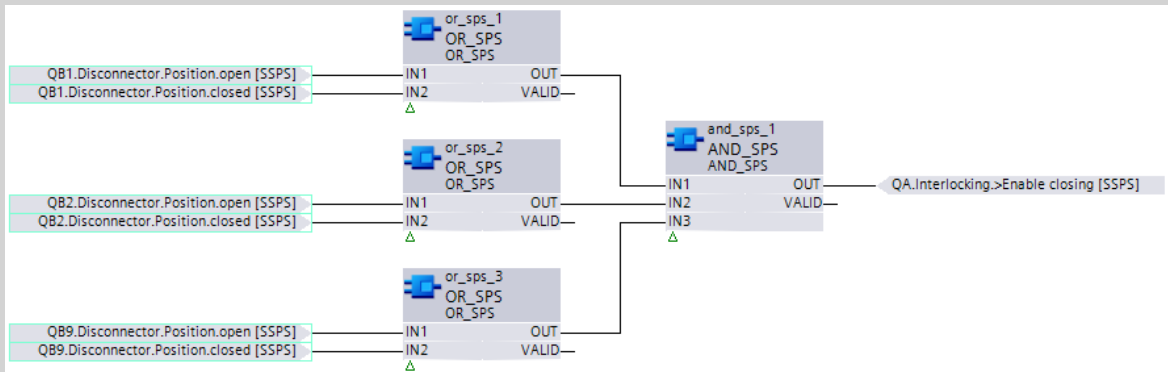 or_sps_1
OR_SPS
OR_SPS
QB1.Disconnector.Position.open [SSPS]
IN1
OUT
QB1.Disconnector.Position.closed [SSPS]
IN2
VALID
and_sps_1
AND_SPS
AND_SPS
or_sps_2
OR_SPS
OR_SPS
IN1
OUT
QA.Interlocking.>Enable closing [SSPS]
QB2.Disconnector.Position.open [SSPS]
IN1
OUT
IN2
VALID
QB2.Disconnector.Position.closed [SSPS]
IN2
VALID
IN3
or_sps_3
OR_SPS
OR_SPS
QB9.Disconnector.Position.open [SSPS]
IN1
OUT
QB9.Disconnector.Position.closed [SSPS]
IN2
VALID